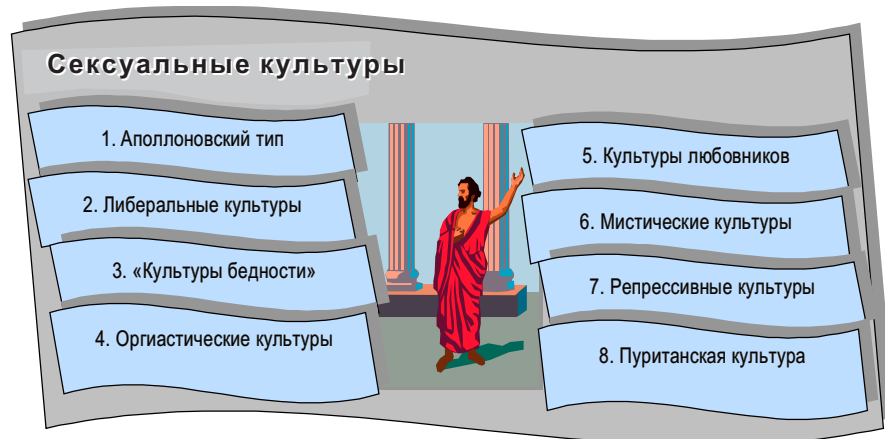 Сексуальные культуры
1. Аполлоновский тип
2. Либеральные культуры
3. «Культуры бедности»
4. Оргиастические культуры
5. Культуры любовников
6. Мистические культуры
7. Репрессивные культуры
8. Пуританская культура